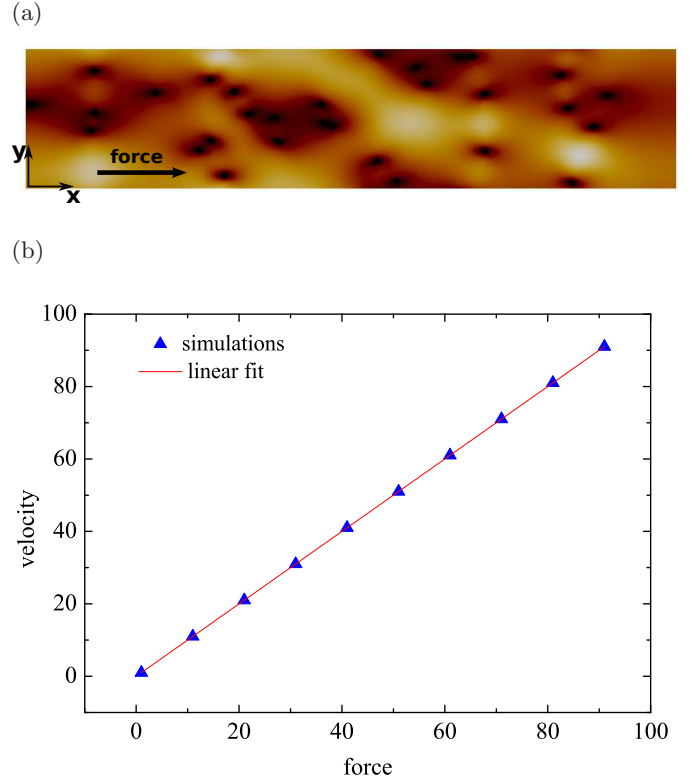 (a)
y
force
x
(b)
100
80
60
40
20
0
velocity
simulations
linear fit
0 20 40 60 80 100
force